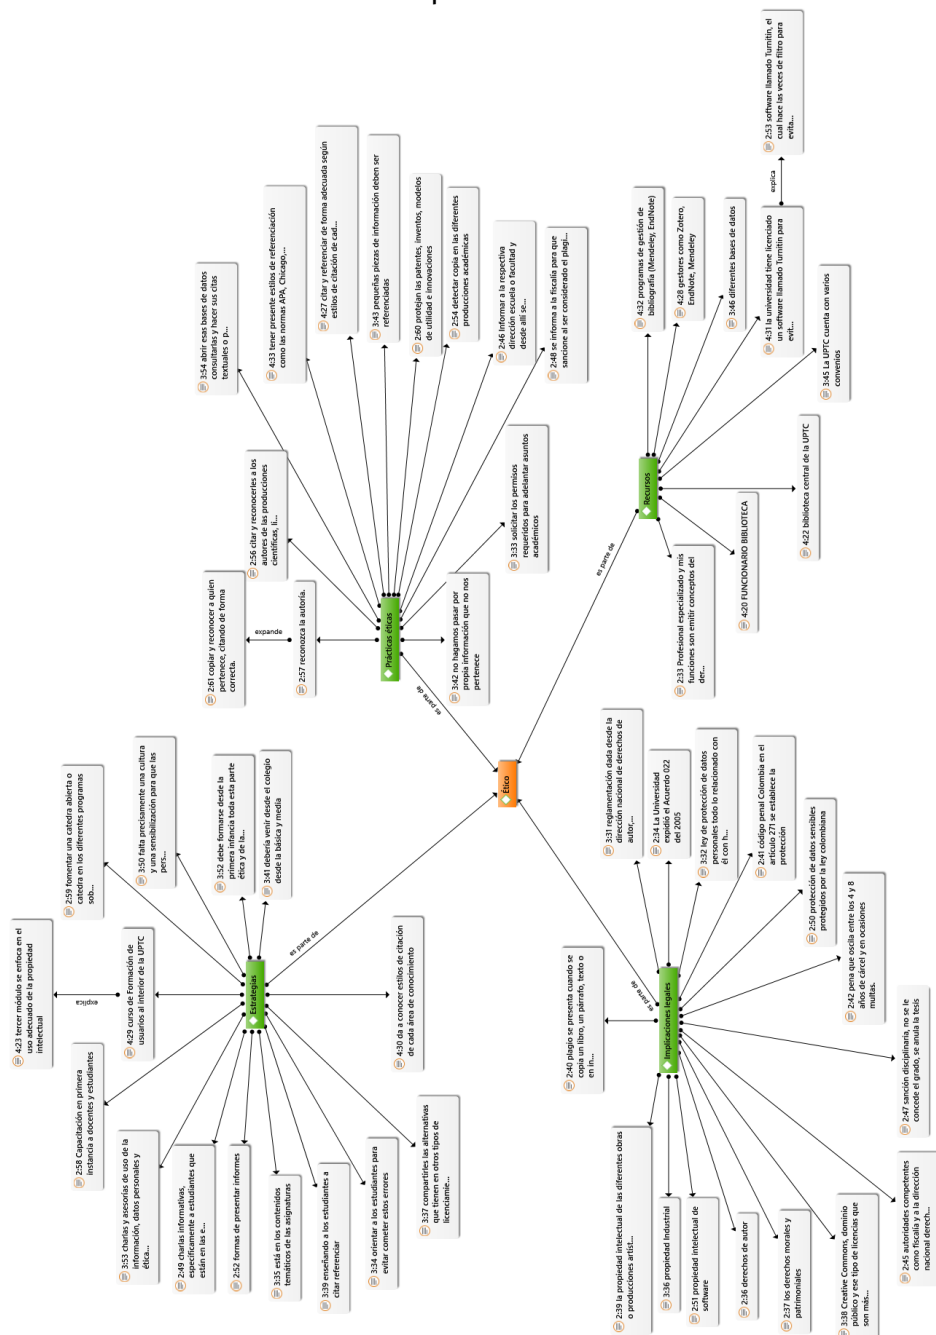 4:23 tercer módulo se enfoca en el
uso adecuado de la propiedad
intelectual
explica
4:29 curso de Formación de
usuarios al interior de la UPTC
2:59 fomentar una catedra abierta o
catedra en los diferentes programas
sob...
3:50 falta precisamente una cultura
y una sensibilización para que las
pers...
3:52 debe formarse desde la
primera infancia toda esta parte
ética y de la...
3:41 debería venir desde el colegio
desde la básica y media
2:58 Capacitación en primera
instancia a docentes y estudiantes
3:53 charlas y asesorías de uso de la
información, datos personales y
ética...
2:49 charlas informativas,
específicamente a estudiantes que
están en las e...
2:52 formas de presentar informes
3:35 está en los contenidos
temáticos de las asignaturas
3:39 enseñando a los estudiantes a
citar referenciar
3:34 orientar a los estudiantes para
evitar cometer estos errores
3:37 compartirles las alternativas
que tienen en otros tipos de
licenciamie...
4:30 da a conocer estilos de citación
de cada área de conocimiento
Estrategias
es parte de
2:61 copiar y reconocer a quien
pertenece, citando de forma
correcta.
expande
2:57 reconozca la autoría.
2:56 citar y reconocerles a los
autores de las producciones
científicas, li...
3:54 abrir esas bases de datos
consultarlas y hacer sus citas
textuales o p...
4:33 tener presente estilos de referenciación
como las normas APA, Chicago,...
4:27 citar y referenciar de forma adecuada según
estilos de citación de cad...
3:43 pequeñas piezas de información deben ser
referenciadas
2:60 protejan las patentes, inventos, modelos
de utilidad e innovaciones
2:54 detectar copia en las diferentes
producciones académicas
2:46 informar a la respectiva
dirección escuela o facultad y
desde allí se...
2:48 se informa a la fiscalía para que
sancione al ser considerado el plagi...
3:33 solicitar los permisos
requeridos para adelantar asuntos
académicos
3:42 no hagamos pasar por
propia información que no nos
pertenece
Prácticas éticas
es parte de
Ético
es parte de
Recursos
4:32 programas de gestión de
bibliografía (Mendeley, EndNote)
4:28 gestores como Zotero,
EndNote, Mendeley
3:46 diferentes bases de datos
4:31 la universidad tiene licenciado
un software llamado Turnitin para
evit...
explica
2:53 software llamado Turnitin, el
cual hace las veces de filtro para
evita...
3:45 La UPTC cuenta con varios
convenios
4:22 biblioteca central de la UPTC
4:20 FUNCIONARIO BIBLIOTECA
2:33 Profesional especializado y mis
funciones son emitir conceptos del
der...
es parte de
Implicaciones legales
2:40 plagio se presenta cuando se
copia un libro, un párrafo, texto o
en in...
3:31 reglamentación dada desde la
dirección nacional de derechos de
autor,...
2:34 La Universidad
expidió el Acuerdo 022
del 2005
3:32 ley de protección de datos
personales todo lo relacionado con
él con h...
2:41 código penal Colombia en el
artículo 271 se establece la
protección
2:50 protección de datos sensibles
protegidos por la ley colombiana
2:42 pena que oscila entre los 4 y 8
años de cárcel y en ocasiones
multas.
2:47 sanción disciplinaria, no se le
concede el grado, se anula la tesis
2:45 autoridades competentes
como fiscalía y a la dirección
nacional derech...
3:38 Creative Commons, dominio
público y ese tipo de licencias que
son más...
2:37 los derechos morales y
patrimoniales
2:36 derechos de autor
2:51 propiedad intelectual de
software
3:36 propiedad Industrial
2:39 la propiedad intelectual de las diferentes obras
o producciones artist...